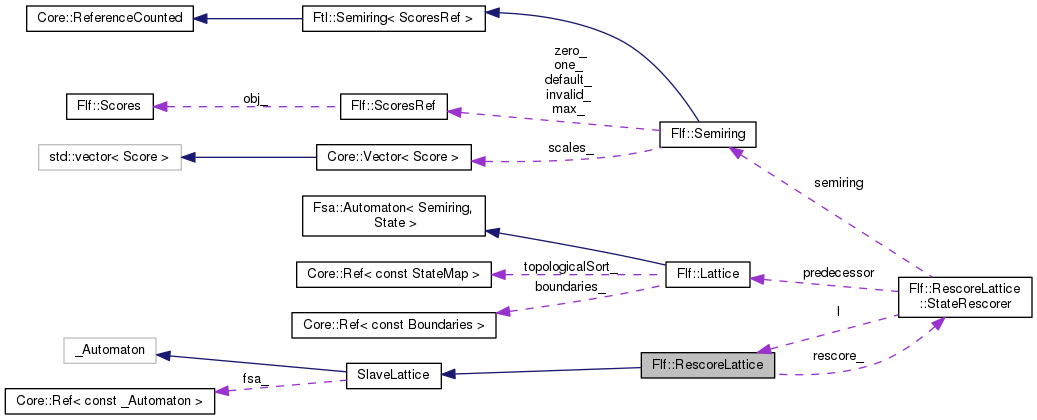 Core::ReferenceCounted
Ftl::Semiring< ScoresRef >
zero_
one_
default_
invalid_
max_
Flf::Scores
obj_
Flf::ScoresRef
Flf::Semiring
std::vector< Score >
Core::Vector< Score >
scales_
semiring
Fsa::Automaton< Semiring,
State >
Core::Ref< const StateMap >
topologicalSort_
Flf::Lattice
predecessor
boundaries_
Flf::RescoreLattice
::StateRescorer
Core::Ref< const Boundaries >
l
_Automaton
rescore_
Flf::RescoreLattice
SlaveLattice
fsa_
Core::Ref< const _Automaton >